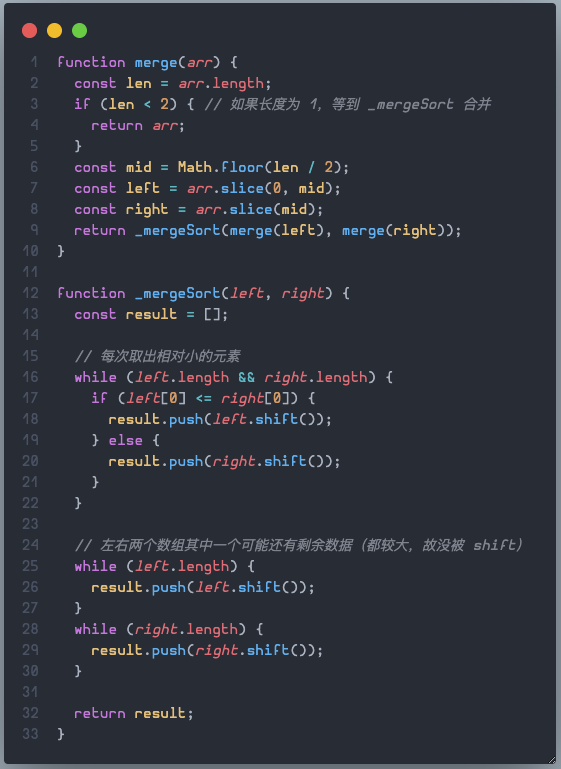 1 function merge(arr) {
2   const len = arr.length;
3   if (len < 2) { // 如果长度为 1，等到 _mergeSort 合并
4     return arr;
5   }
6   const mid = Math.floor(len / 2);
7   const left = arr.slice(0, mid);
8   const right = arr.slice(mid);
9   return _mergeSort(merge(left), merge(right));
10 }
11
12 function _mergeSort(left, right) {
13   const result = [];
14
15   // 每次取出相对小的元素
16   while (left.length && right.length) {
17     if (left[0] <= right[0]) {
18       result.push(left.shift());
19     } else {
20       result.push(right.shift());
21     }
22   }
23
24   // 左右两个数组其中一个可能还有剩余数据（都较大，故没被 shift）
25   while (left.length) {
26     result.push(left.shift());
27   }
28   while (right.length) {
29     result.push(right.shift());
30   }
31
32   return result;
33 }